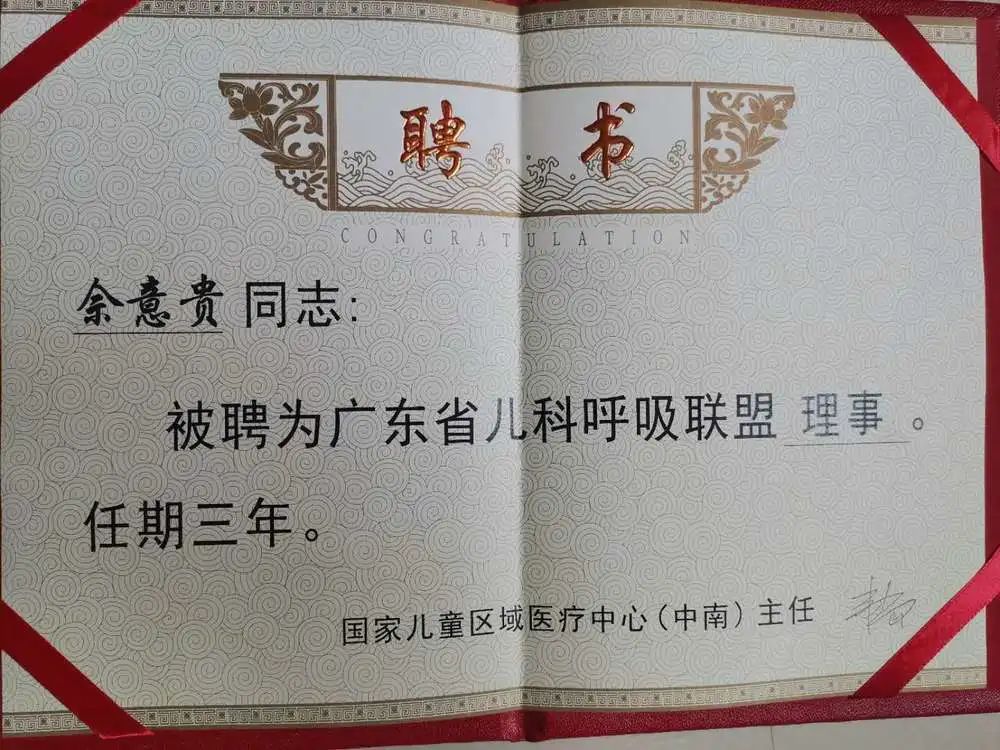 聘书
CONGRATULATION
余意贵同志:
被聘为广东省儿科呼吸联盟 理事 。
任期三年。
国家儿童区域医疗中心(中南)主任